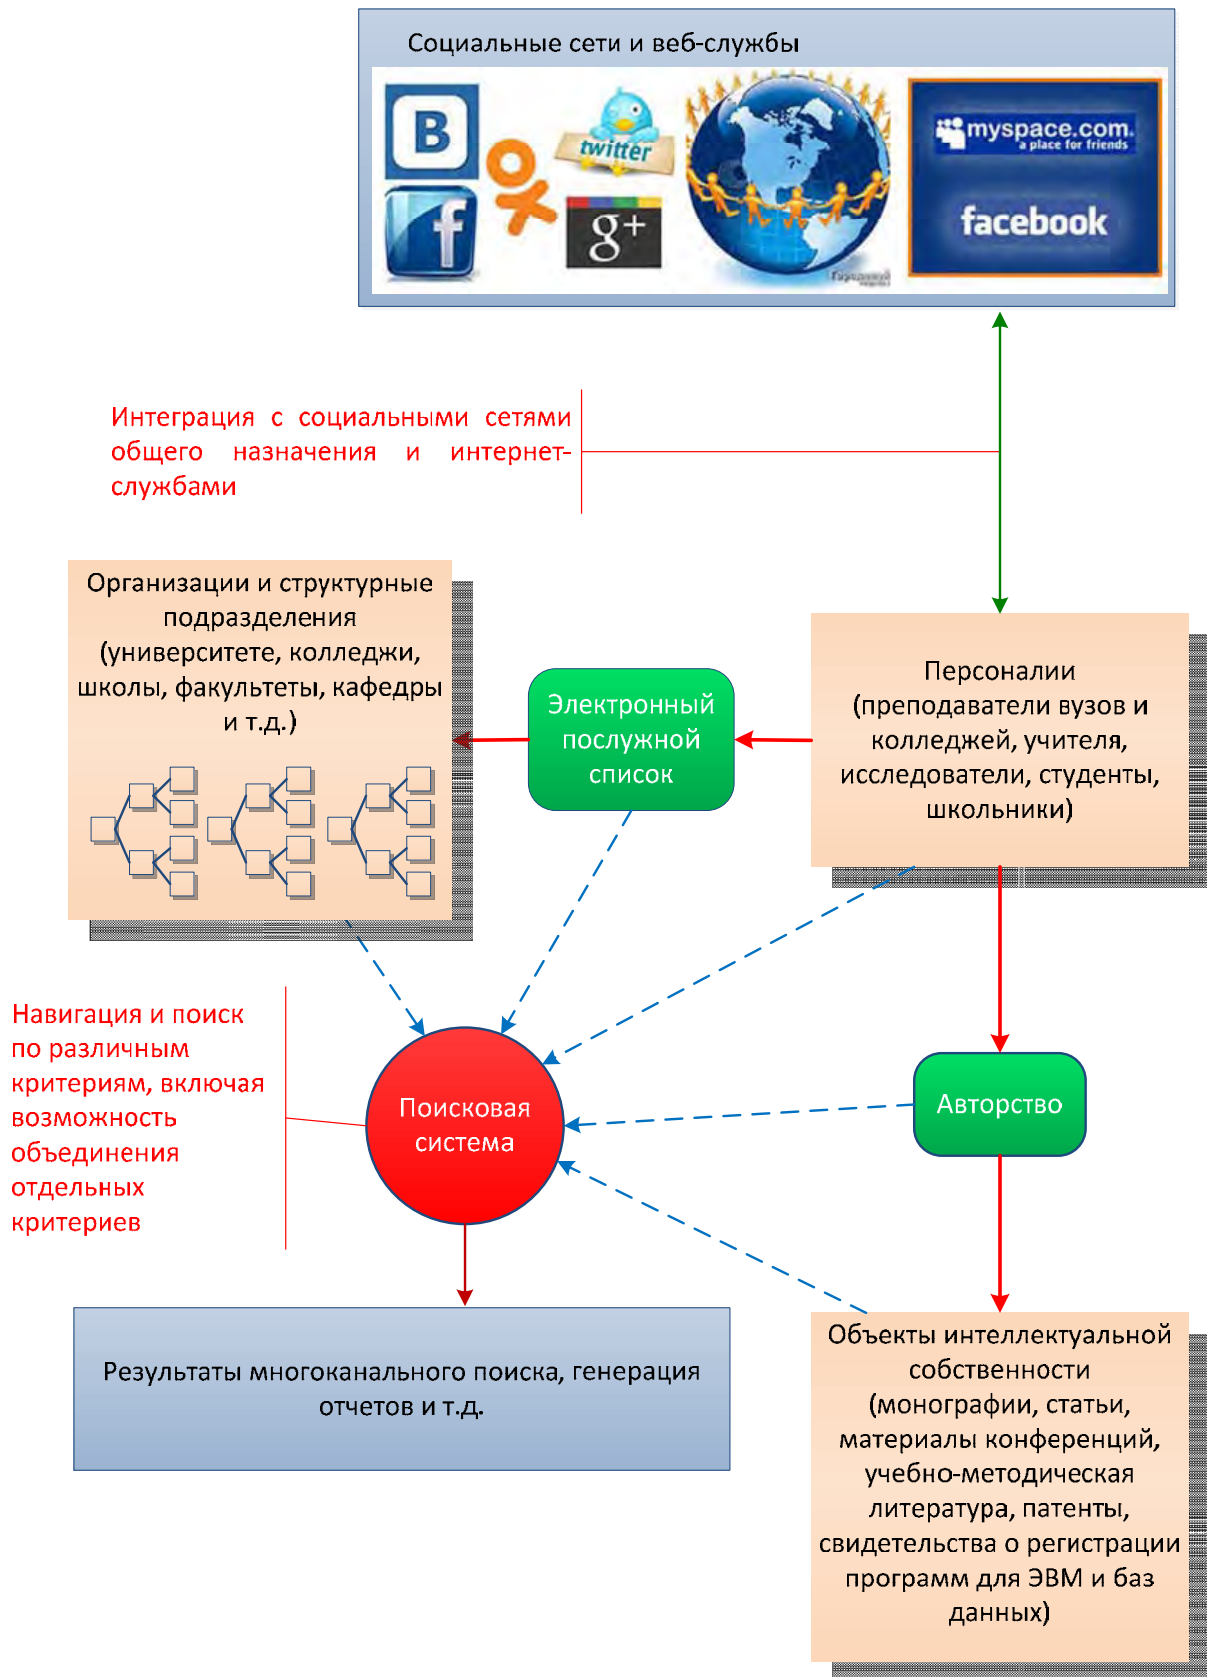 Социальные сети и веб-службы
В
twitter
f
g+
myspace.com.
a place for friends
facebook
Интеграция с социальными сетями
общего назначения и интернет-
службами
Организации и структурные
подразделения
(университете, колледжи,
школы, факультеты, кафедры
и т.д.)
Электронный
послужной
список
Персоналии
(преподаватели вузов и
колледжей, учителя,
исследователи, студенты,
школьники)
Навигация и поиск
по различным
критериям, включая
возможность
объединения
отдельных
критериев
Поисковая
система
Авторство
Результаты многоканального поиска, генерация
отчетов и т.д.
Объекты интеллектуальной
собственности
(монографии, статьи,
материалы конференций,
учебно-методическая
литература, патенты,
свидетельства о регистрации
программ для ЭВМ и баз
данных)